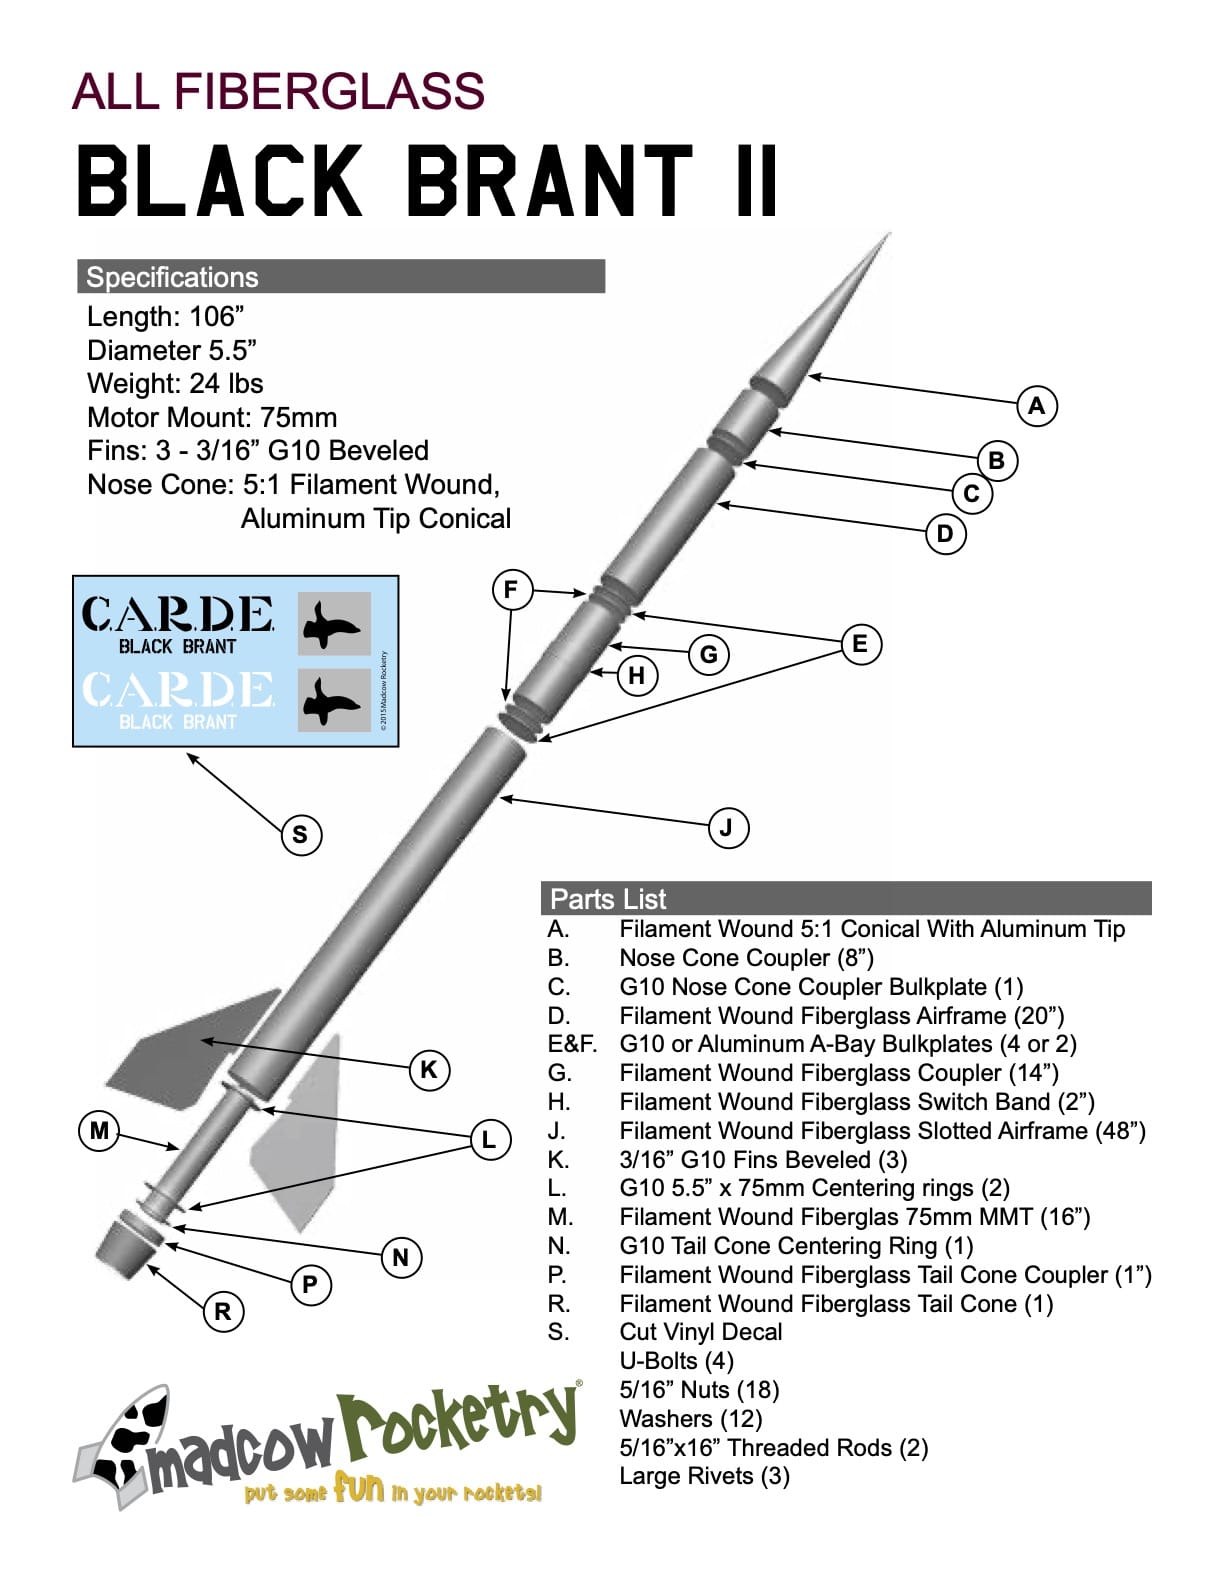 ALL FIBERGLASS
BLACK BRANT II
Specifications
Length: 106”
Diameter 5.5”
Weight: 24 lbs
Motor Mount: 75mm
Fins: 3 - 3/16” G10 Beveled
Nose Cone: 5:1 Filament Wound,
Aluminum Tip Conical
A
B
C
D
F
E
G
H
C.A.R.D.E.
BLACK BRANT
C.A.R.D.E.
BLACK BRANT
© 2015 Madcow Rocketry
S
J
K
M
L
N
P
R
Parts List
A. Filament Wound 5:1 Conical With Aluminum Tip
B. Nose Cone Coupler (8”)
C. G10 Nose Cone Coupler Bulkplate (1)
D. Filament Wound Fiberglass Airframe (20”)
E&F. G10 or Aluminum A-Bay Bulkplates (4 or 2)
G. Filament Wound Fiberglass Coupler (14”)
H. Filament Wound Fiberglass Switch Band (2”)
J. Filament Wound Fiberglass Slotted Airframe (48”)
K. 3/16” G10 Fins Beveled (3)
L. G10 5.5” x 75mm Centering rings (2)
M. Filament Wound Fiberglas 75mm MMT (16”)
N. G10 Tail Cone Centering Ring (1)
P. Filament Wound Fiberglass Tail Cone Coupler (1”)
R. Filament Wound Fiberglass Tail Cone (1)
S. Cut Vinyl Decal
U-Bolts (4)
5/16” Nuts (18)
Washers (12)
5/16”x16” Threaded Rods (2)
Large Rivets (3)
madcow rocketry®
put some fun in your rockets!